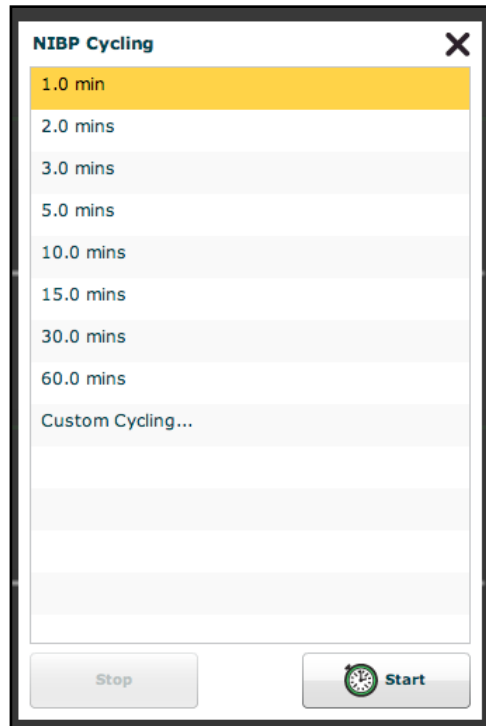 NIBP Cycling
1.0 min
2.0 mins
3.0 mins
5.0 mins
10.0 mins
15.0 mins
30.0 mins
60.0 mins
Custom Cycling...
Stop
Start